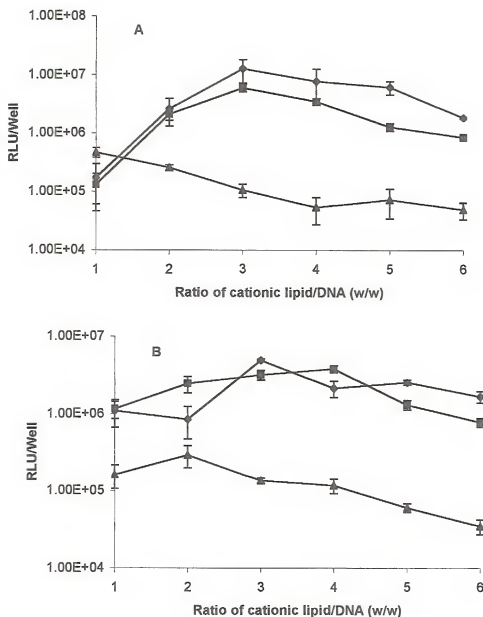 A
1.00E+08
1.00E+07
1.00E+06
1.00E+05
1.00E+04
RLU/Well
1 2 3 4 5 6
Ratio of cationic lipid/DNA (w/w)
B
1.00E+07
1.00E+06
1.00E+05
1.00E+04
RLU/Well
1 2 3 4 5 6
Ratio of cationic lipid/DNA (w/w)